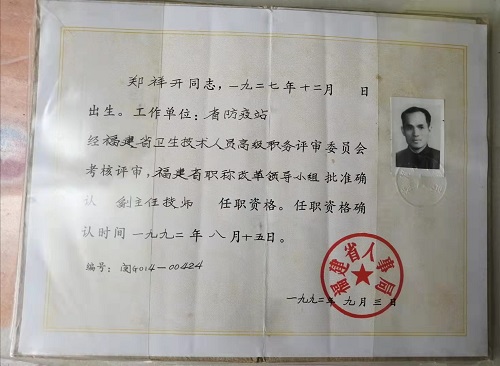 郑祥开同志，一九二七年十二月　日
出生。工作单位：省防疫站
经福建省卫生技术人员高级职务评审委员会
考核评审，福建省职称改革领导小组批准确
认　副主任技师　任职资格。任职资格确
认时间一九九二年八月十五日。
编号：闽G014-00424
福建省人事局
一九九二年九月三日